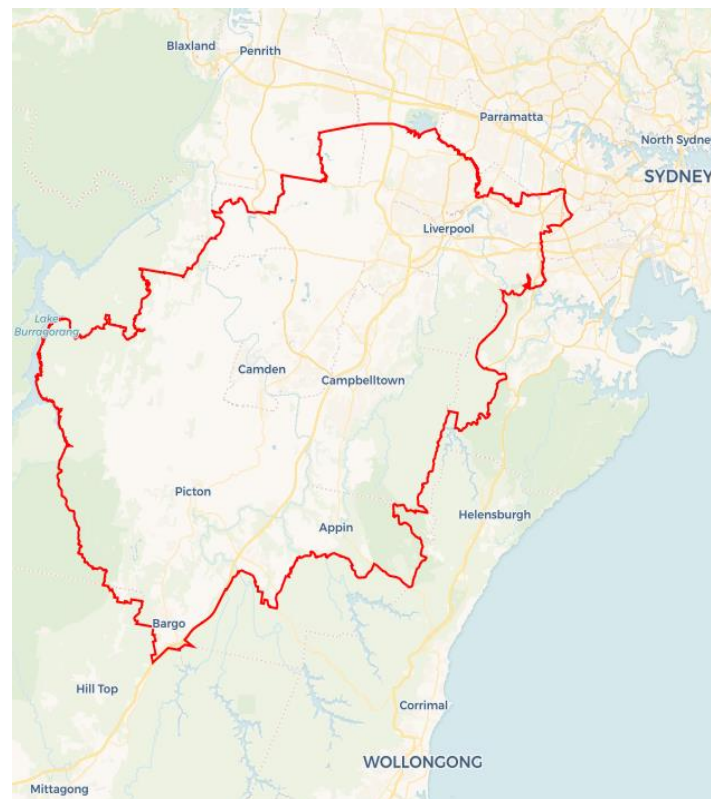 Blaxland
Penrith
Parramatta
North Sydne
SYDNEY
Liverpool
Lake
Burragorang
Camden
Campbelltown
Picton
Appin
Helensburgh
Bargo
Hill Top
Corrimal
WOLLONGONG
Mittagong